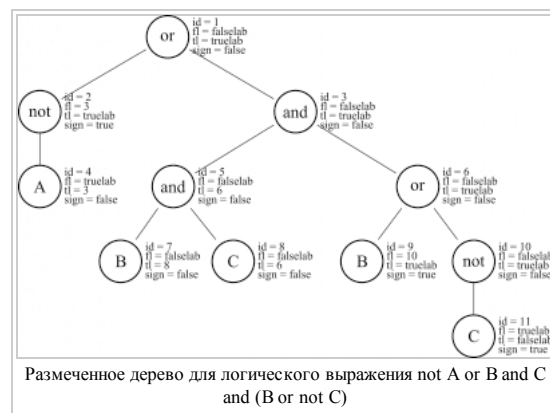 or
id = 1
fl = falselab
tl = truelab
sign = false
not
id = 2
fl = 3
tl = truelab
sign = true
and
id = 3
fl = falselab
tl = truelab
sign = false
A
id = 4
fl = truelab
tl = 3
sign = false
and
id = 5
fl = falselab
tl = 6
sign = false
or
id = 6
fl = falselab
tl = truelab
sign = false
B
id = 7
fl = falselab
tl = 8
sign = false
C
id = 8
fl = falselab
tl = 6
sign = false
B
id = 9
fl = 10
tl = truelab
sign = true
not
id = 10
fl = falselab
tl = truelab
sign = false
C
id = 11
fl = truelab
tl = falselab
sign = true
Размеченное дерево для логического выражения not A or B and C
and (B or not C)